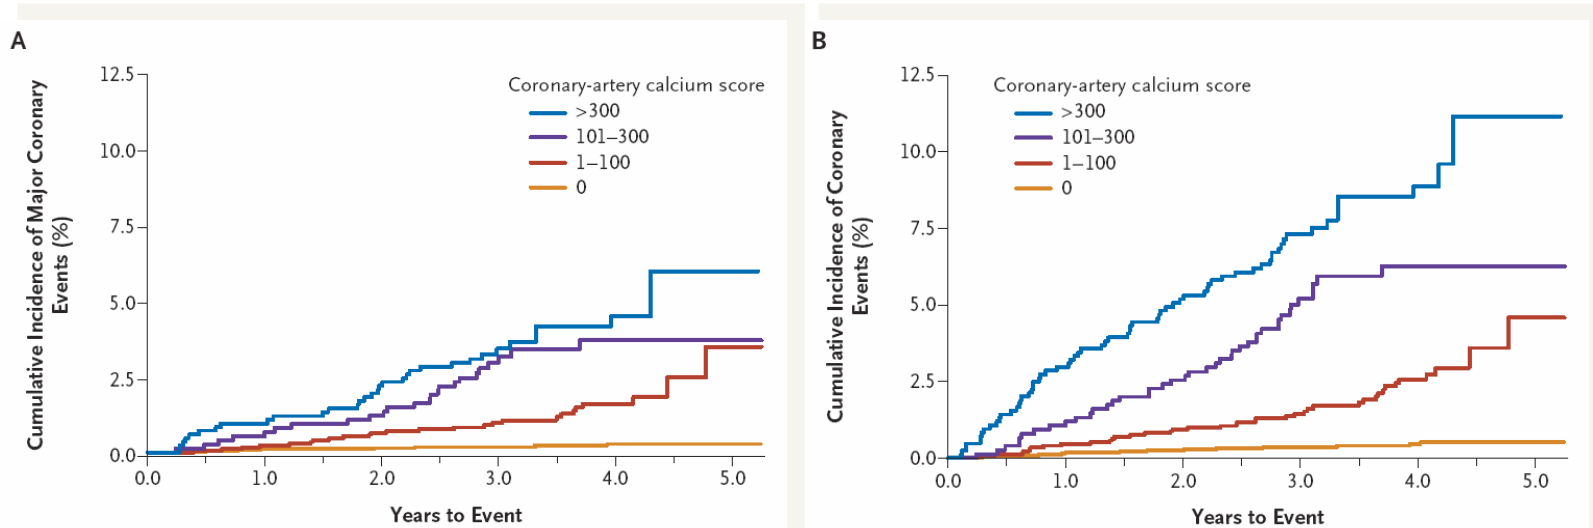 A
12.5
10.0
7.5
5.0
2.5
0.0
Cumulative Incidence of Major Coronary
Events (%)
Coronary-artery calcium score
>300
101–300
1–100
0
0.0 1.0 2.0 3.0 4.0 5.0
Years to Event
B
12.5
10.0
7.5
5.0
2.5
0.0
Cumulative Incidence of Coronary
Events (%)
Coronary-artery calcium score
>300
101–300
1–100
0
0.0 1.0 2.0 3.0 4.0 5.0
Years to Event